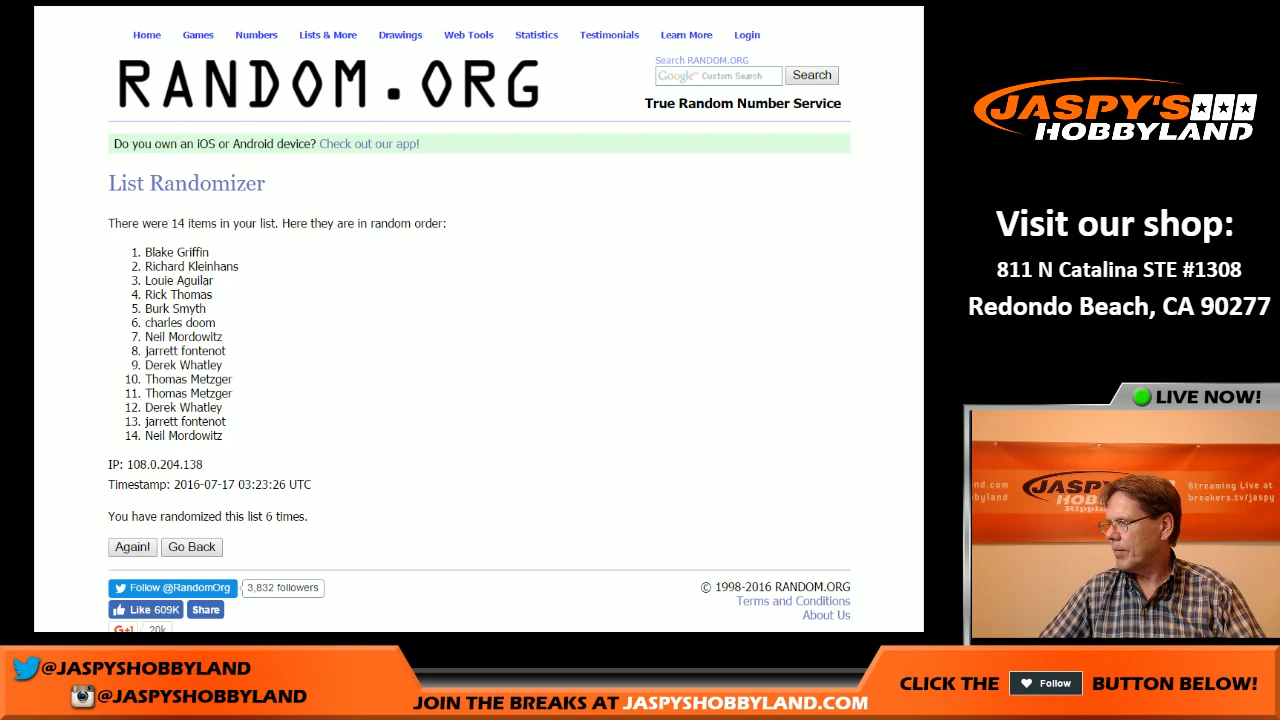 Home Games Numbers Lists & More Drawings Web Tools Statistics Testimonials Learn More Login
RANDOM.ORG
Search RANDOM.ORG
Google™ Custom Search Search
True Random Number Service
Do you own an iOS or Android device? Check out our app!
List Randomizer
There were 14 items in your list. Here they are in random order:
1. Blake Griffin
2. Richard Kleinhans
3. Louie Aguilar
4. Rick Thomas
5. Burk Smyth
6. charles doom
7. Neil Mordowitz
8. jarrett fontenot
9. Derek Whatley
10. Thomas Metzger
11. Thomas Metzger
12. Derek Whatley
13. jarrett fontenot
14. Neil Mordowitz
IP: 108.0.204.138
Timestamp: 2016-07-17 03:23:26 UTC
You have randomized this list 6 times.
Again! Go Back
Follow @RandomOrg 3,832 followers
Like 609K Share
G+1 20k
© 1998-2016 RANDOM.ORG
Terms and Conditions
About Us
JASPY'S
HOBBYLAND
Visit our shop:
811 N Catalina STE #1308
Redondo Beach, CA 90277
LIVE NOW!
nd.com JASPY Streaming Live at
byland HOB breakers.tv/jaspy
Rippin
@JASPYSHOBBYLAND
@JASPYSHOBBYLAND
JOIN THE BREAKS AT JASPYSHOBBYLAND.COM
CLICK THE Follow BUTTON BELOW!